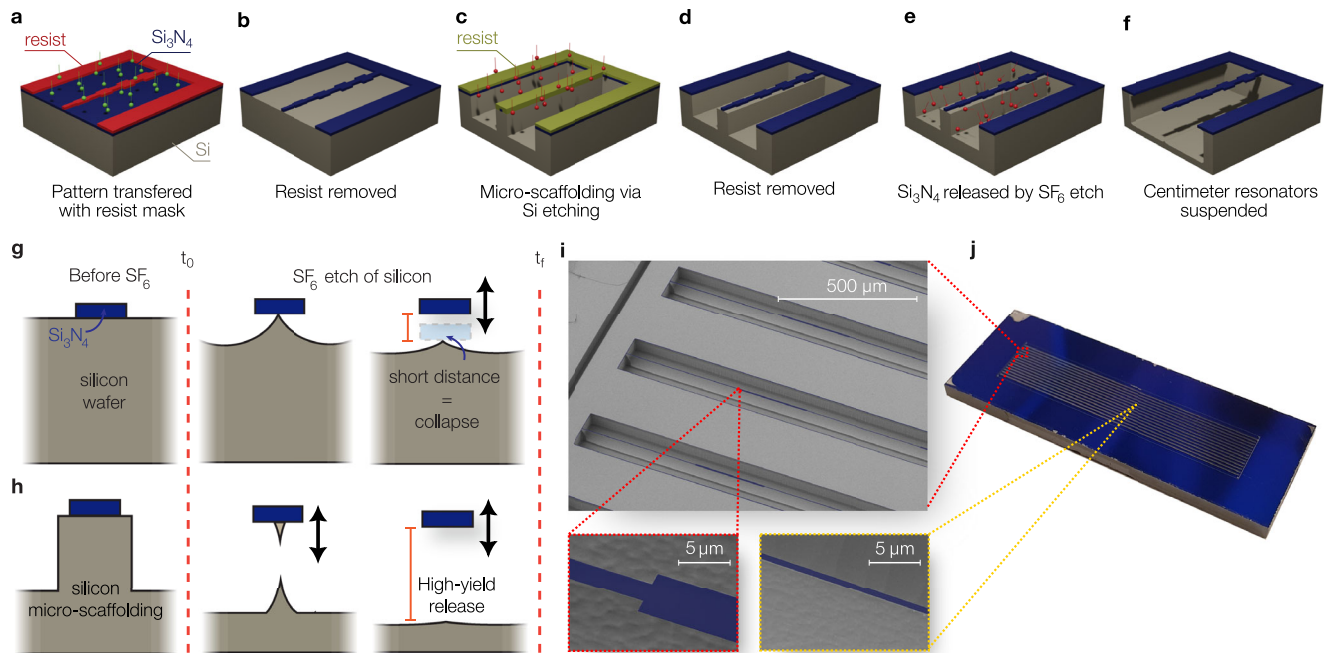 a
resist
Si₃N₄
Si
Pattern transfered
with resist mask
b
Resist removed
c
resist
Micro-scaffolding via
Si etching
d
Resist removed
e
Si₃N₄ released by SF₆ etch
f
Centimeter resonators
suspended
g
Before SF₆
t₀
SF₆ etch of silicon
t_f
Si₃N₄
silicon
wafer
short distance
=
collapse
h
silicon
micro-scaffolding
High-yield
release
i
500 µm
5 µm
5 µm
j